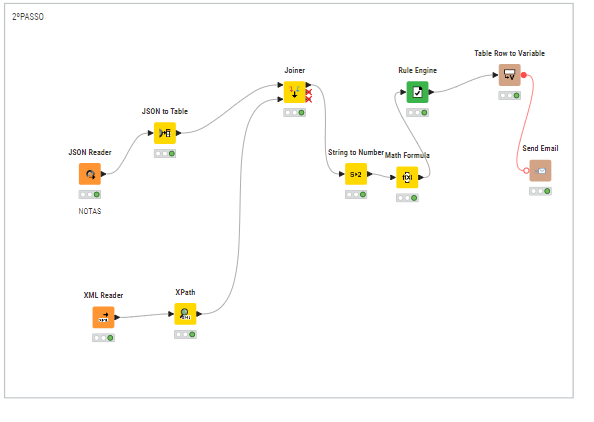 2ºPASSO
Table Row to Variable
Joiner
Rule Engine
JSON to Table
JSON Reader
String to Number
Math Formula
Send Email
S→2
f(x)
NOTAS
XML Reader
XPath